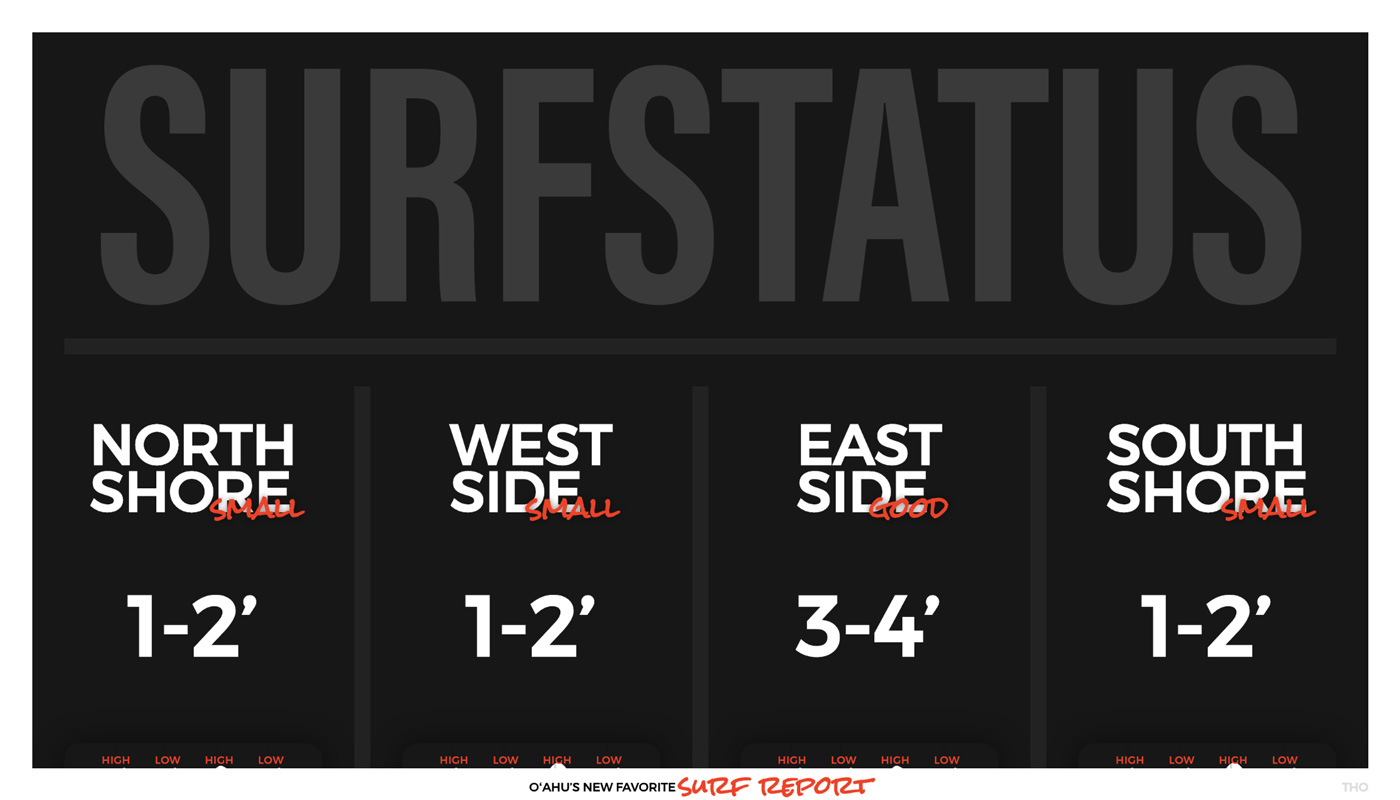 SURFSTATUS
NORTH
SHORE
SMALL
1-2’
HIGH LOW HIGH LOW
WEST
SIDE
SMALL
1-2’
HIGH LOW HIGH LOW
EAST
SIDE
GOOD
3-4’
HIGH LOW HIGH LOW
SOUTH
SHORE
SMALL
1-2’
HIGH LOW HIGH LOW
O‘AHU’S NEW FAVORITE SURF REPORT
THO